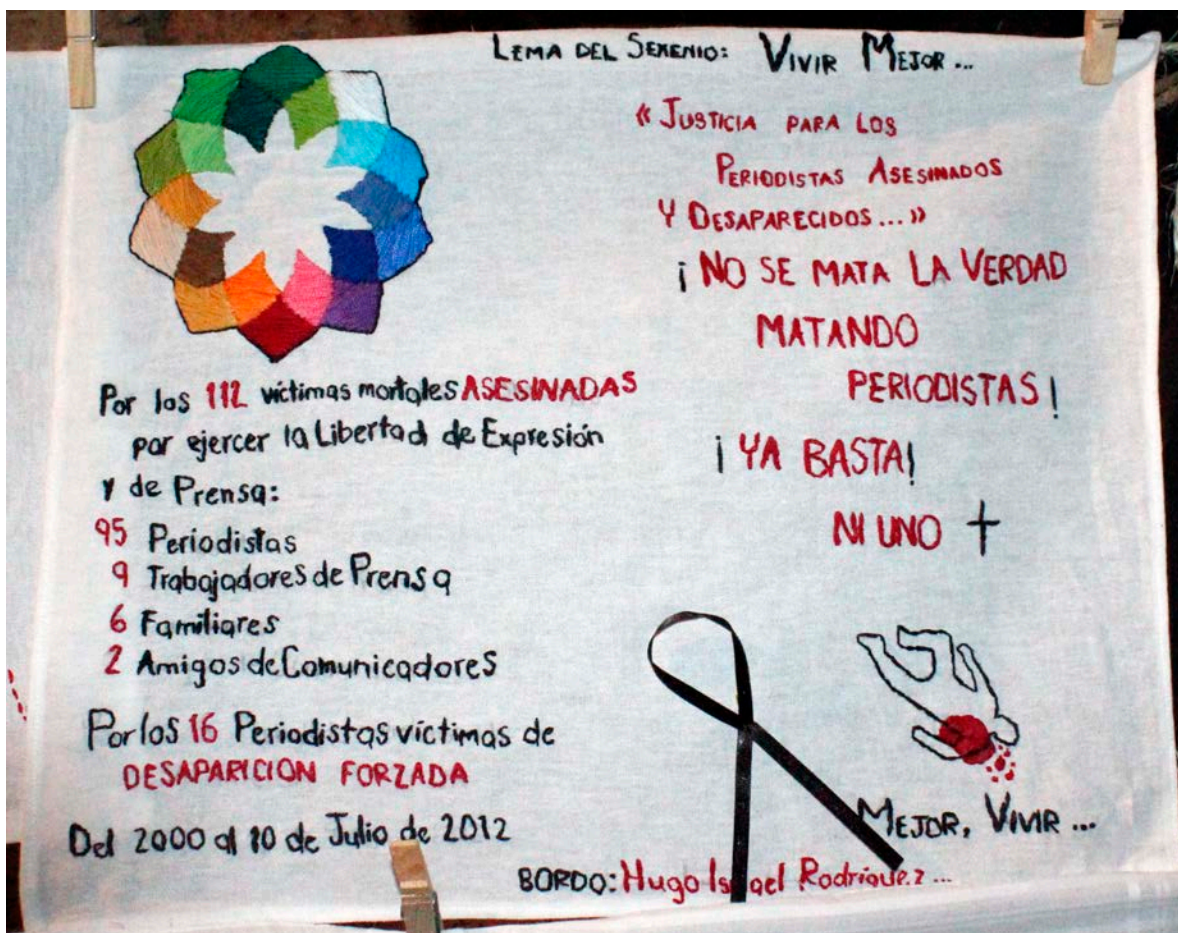 LEMA DEL SEXENIO: VIVIR MEJOR...
« JUSTICIA PARA LOS
PERIODISTAS ASESINADOS
Y DESAPARECIDOS... »
¡NO SE MATA LA VERDAD
MATANDO
PERIODISTAS!
¡YA BASTA!
NI UNO
Por las 112 víctimas mortales ASESINADAS
por ejercer la Libertad de Expresión
y de Prensa:
95 Periodistas
9 Trabajadores de Prensa
6 Familiares
2 Amigos de Comunicadores
Por los 16 Periodistas víctimas de
DESAPARICION FORZADA
Del 2000 al 10 de Julio de 2012
MEJOR, VIVIR...
BORDO: Hugo Israel Rodríguez...